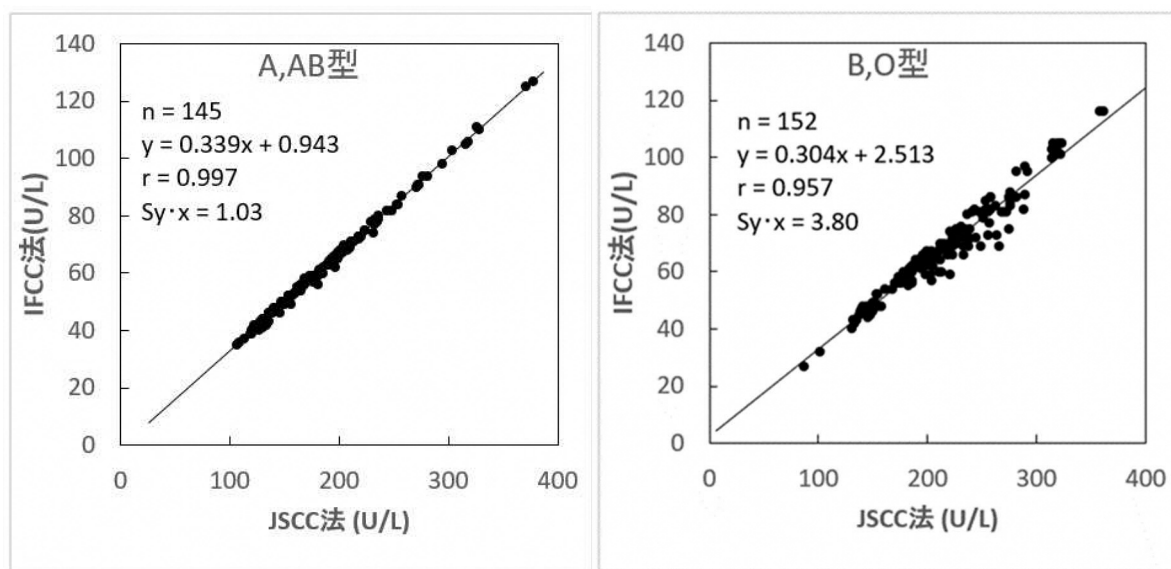 A,AB型
n = 145
y = 0.339x + 0.943
r = 0.997
Sy･x = 1.03
IFCC法(U/L)
140
120
100
80
60
40
20
0
0 100 200 300 400
JSCC法 (U/L)
B,O型
n = 152
y = 0.304x + 2.513
r = 0.957
Sy･x = 3.80
IFCC法(U/L)
140
120
100
80
60
40
20
0
0 100 200 300 400
JSCC法 (U/L)